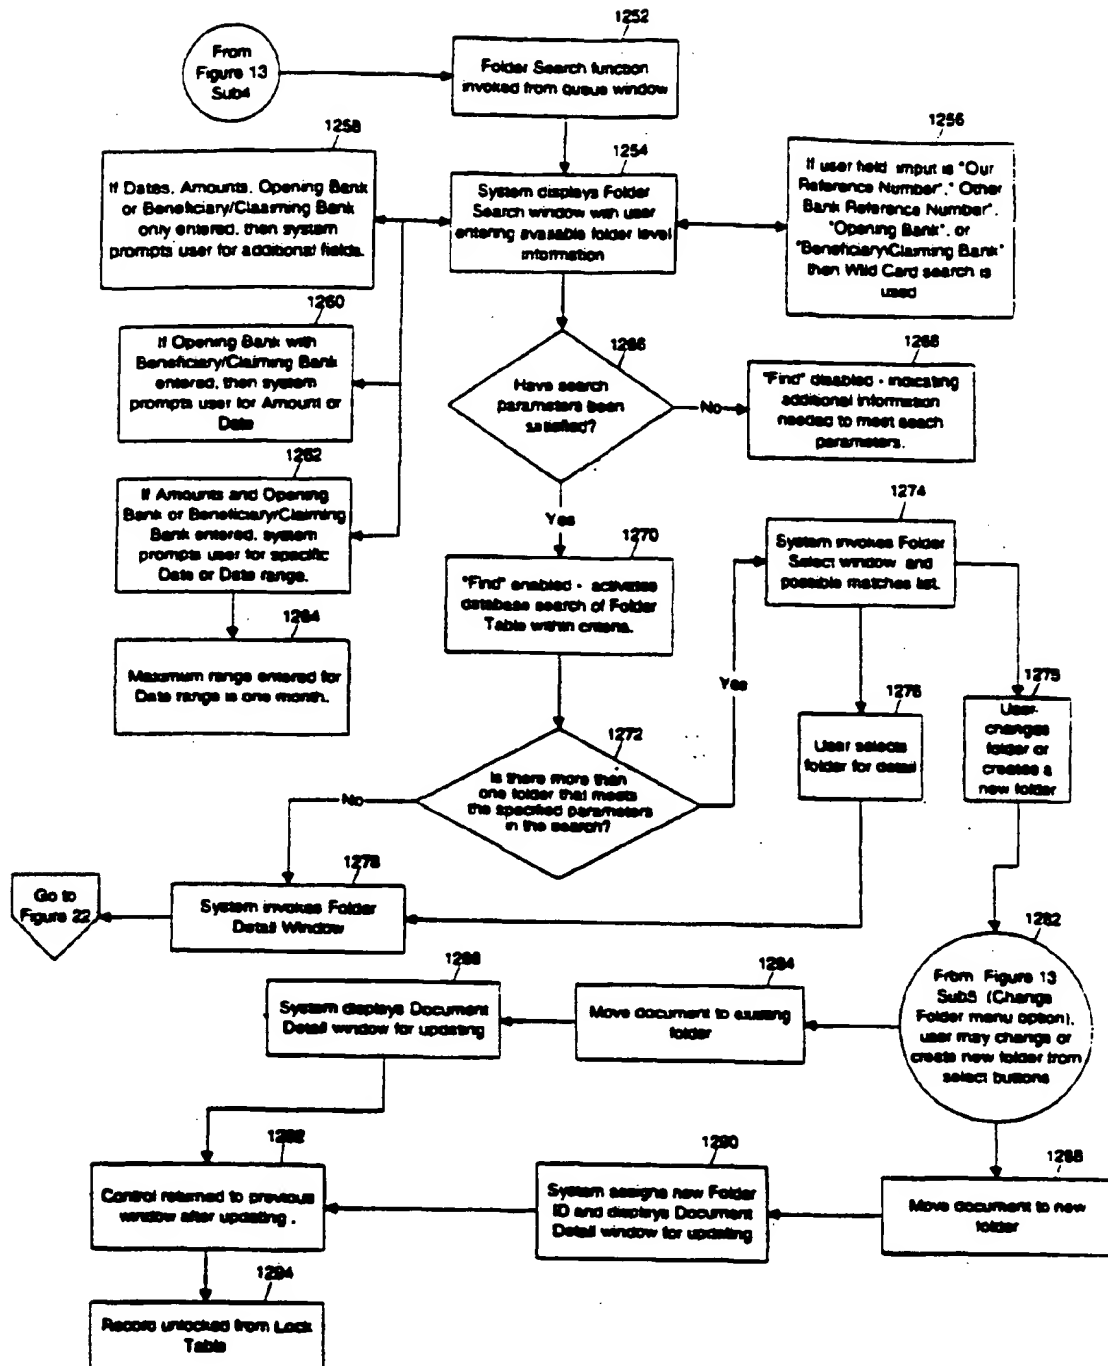 1252
From
Figure 13
Sub4
Folder Search function
invoked from queue window
1258
If Dates, Amounts, Opening Bank
or Beneficiary/Claaming Bank
only entered, then system
prompts user for additional fields.
1254
System displays Folder
Search window with user
entering available folder level
information
1256
If user field input is "Our
Reference Number", " Other
Bank Reference Number",
"Opening Bank", or
"Beneficiary/Claiming Bank"
then Wild Card search is
used
1260
If Opening Bank with
Beneficiary/Claiming Bank
entered, then system
prompts user for Amount or
Date
1266
Have search
parameters been
satisfied?
No
1268
"Find" disabled - indicating
additional information
needed to meet seach
parameters.
1262
If Amounts and Opening
Bank or Beneficiary/Claiming
Bank entered, system
prompts user for specific
Date or Date range.
Yes
1270
"Find" enabled - activates
database search of Folder
Table within criteria.
1274
System invokes Folder
Select window and
possible matches list.
1264
Maximum range entered for
Date range is one month.
Yes
1276
User selects
folder for detail
1275
User
changes
folder or
creates a
new folder
1272
Is there more than
one folder that meets
the specified parameters
in the search?
No
1278
System invokes Folder
Detail Window
Go to
Figure 22
1282
From Figure 13
Sub5 (Change
Folder menu option),
user may change or
create new folder from
select buttons
1284
Move document to existing
folder
System displays Document
Detail window for updating
Move document to new
folder
1290
System assigns new Folder
ID and displays Document
Detail window for updating
Control returned to previous
window after updating .
1294
Record unlocked from Lock
Table